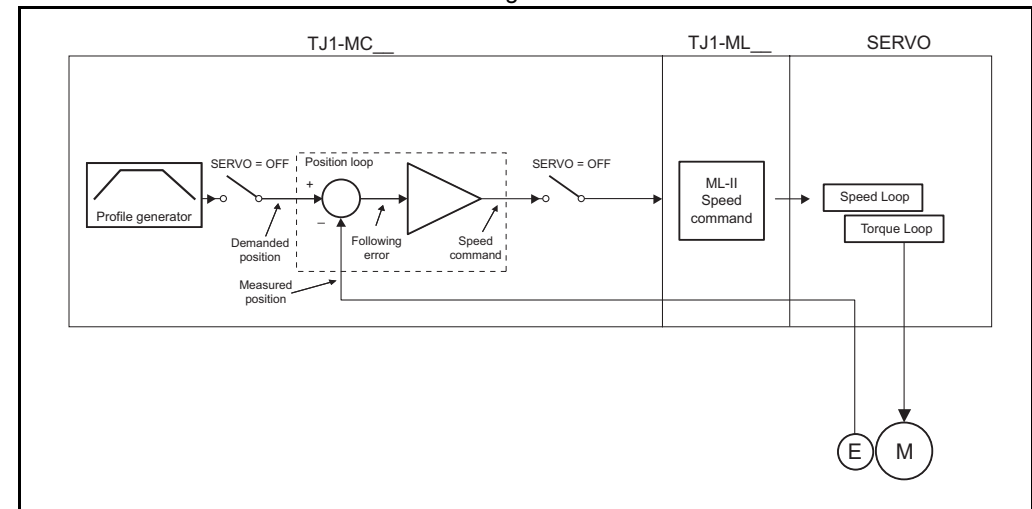 TJ1-MC__
TJ1-ML__
SERVO
SERVO = OFF
Position loop
SERVO = OFF
Profile generator
+
–
Demanded
position
Following
error
Speed
command
Measured
position
ML-II
Speed
command
Speed Loop
Torque Loop
E
M